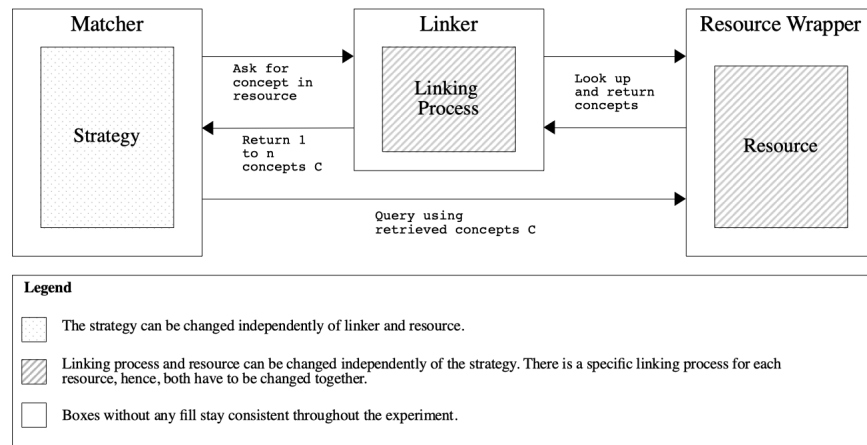 Matcher
Linker
Resource Wrapper
Strategy
Ask for
concept in
resource
Linking
Process
Look up
and return
concepts
Resource
Return 1
to n
concepts C
Query using
retrieved concepts C
Legend
The strategy can be changed independently of linker and resource.
Linking process and resource can be changed independently of the strategy. There is a specific linking process for each
resource, hence, both have to be changed together.
Boxes without any fill stay consistent throughout the experiment.